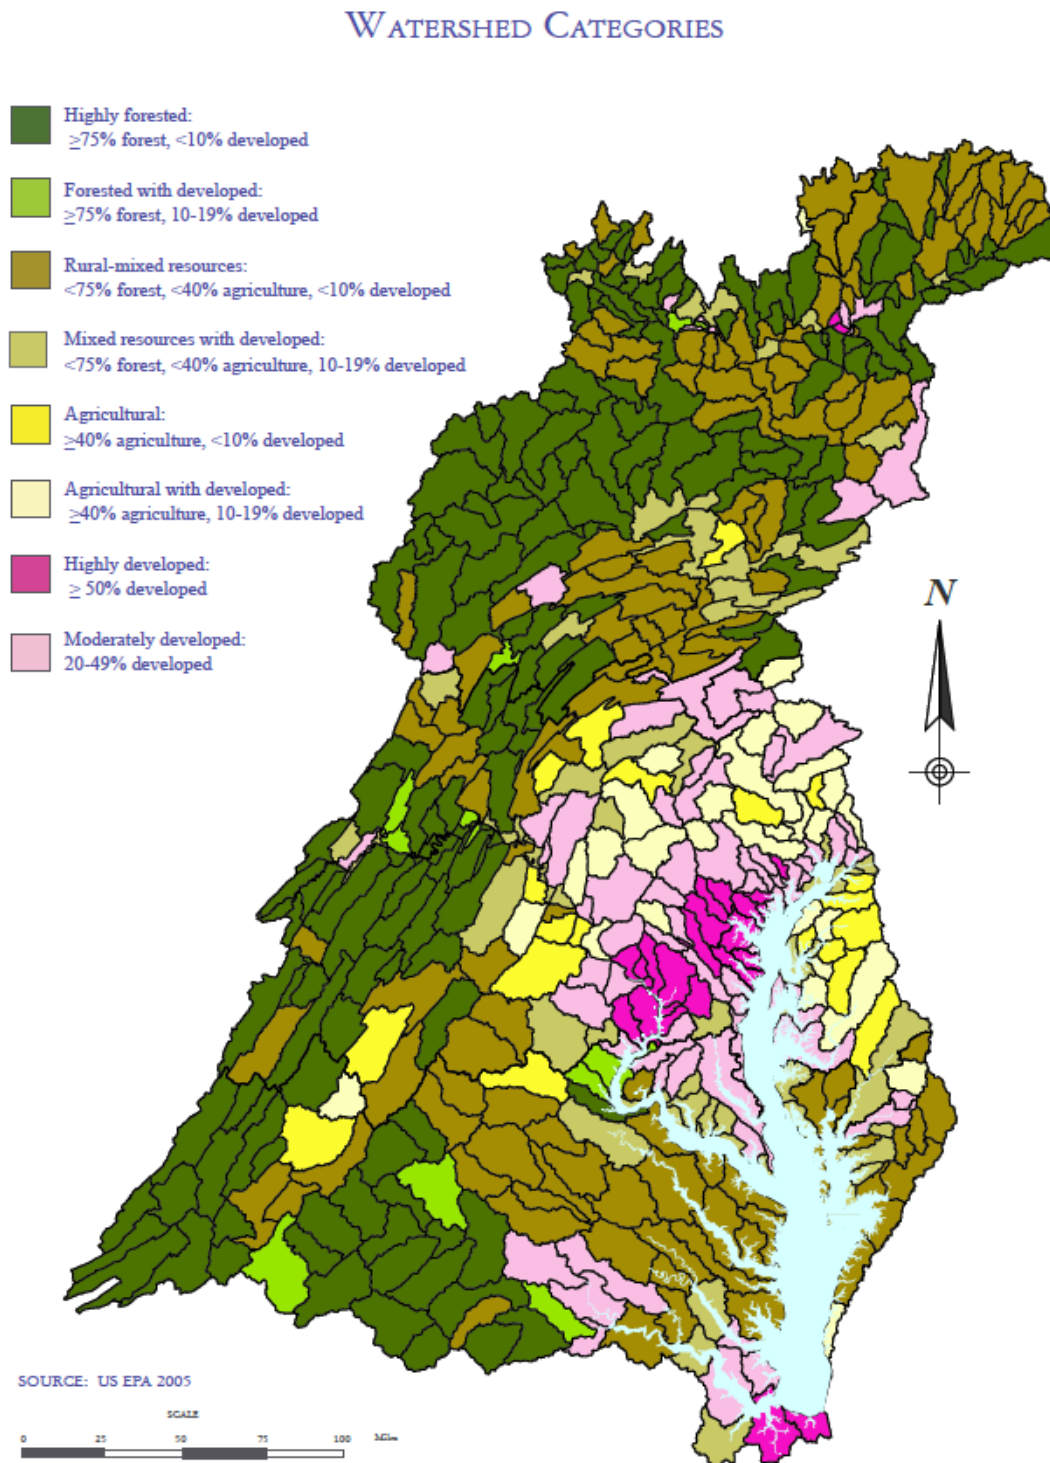 WATERSHED CATEGORIES
Highly forested:
≥75% forest, <10% developed
Forested with developed:
≥75% forest, 10-19% developed
Rural-mixed resources:
<75% forest, <40% agriculture, <10% developed
Mixed resources with developed:
<75% forest, <40% agriculture, 10-19% developed
Agricultural:
≥40% agriculture, <10% developed
Agricultural with developed:
≥40% agriculture, 10-19% developed
Highly developed:
≥ 50% developed
Moderately developed:
20-49% developed
N
SOURCE: US EPA 2005
SCALE
0 25 50 75 100 Miles